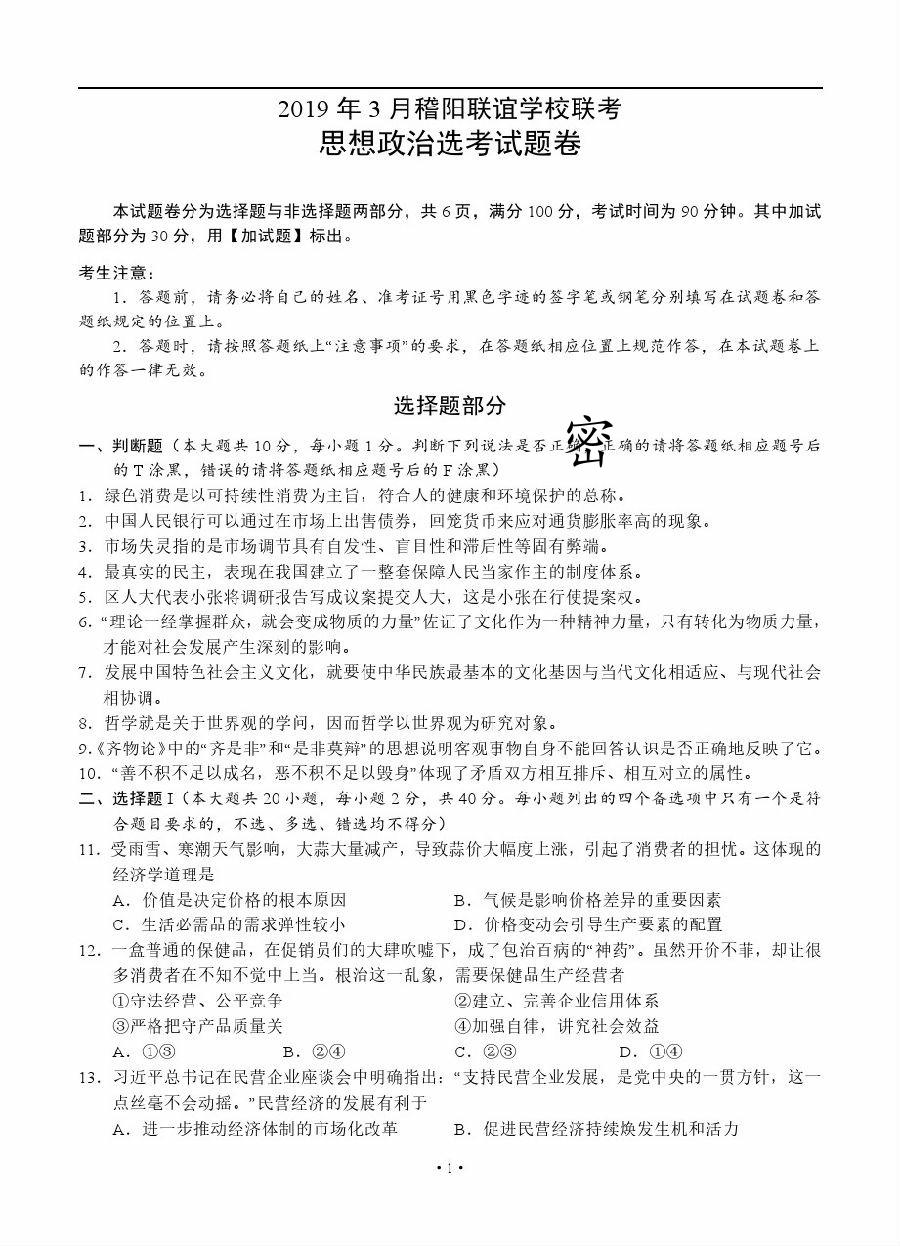 2019 年 3 月稽阳联谊学校联考
思想政治选考试题卷
本试题卷分为选择题与非选择题两部分，共 6 页，满分 100 分，考试时间为 90 分钟。其中加试
题部分为 30 分，用【加试题】标出。
考生注意：
1．答题前，请务必将自己的姓名、准考证号用黑色字迹的签字笔或钢笔分别填写在试题卷和答
题纸规定的位置上。
2．答题时，请按照答题纸上“注意事项”的要求，在答题纸相应位置上规范作答，在本试题卷上
的作答一律无效。
选择题部分
密
一、判断题（本大题共 10 分，每小题 1 分。判断下列说法是否正确，正确的请将答题纸相应题号后
的 T 涂黑，错误的请将答题纸相应题号后的 F 涂黑）
1．绿色消费是以可持续性消费为主旨，符合人的健康和环境保护的总称。
2．中国人民银行可以通过在市场上出售债券，回笼货币来应对通货膨胀率高的现象。
3．市场失灵指的是市场调节具有自发性、盲目性和滞后性等固有弊端。
4．最真实的民主，表现在我国建立了一整套保障人民当家作主的制度体系。
5．区人大代表小张将调研报告写成议案提交人大，这是小张在行使提案权。
6．“理论一经掌握群众，就会变成物质的力量”佐证了文化作为一种精神力量，只有转化为物质力量，
才能对社会发展产生深刻的影响。
7．发展中国特色社会主义文化，就要使中华民族最基本的文化基因与当代文化相适应、与现代社会
相协调。
8．哲学就是关于世界观的学问，因而哲学以世界观为研究对象。
9.《齐物论》中的“齐是非”和“是非莫辩”的思想说明客观事物自身不能回答认识是否正确地反映了它。
10．“善不积不足以成名，恶不积不足以毁身”体现了矛盾双方相互排斥、相互对立的属性。
二、选择题 I（本大题共 20 小题，每小题 2 分，共 40 分。每小题列出的四个备选项中只有一个是符
合题目要求的，不选、多选、错选均不得分）
11．受雨雪、寒潮天气影响，大蒜大量减产，导致蒜价大幅度上涨，引起了消费者的担忧。这体现的
经济学道理是
A．价值是决定价格的根本原因 B．气候是影响价格差异的重要因素
C．生活必需品的需求弹性较小 D．价格变动会引导生产要素的配置
12．一盒普通的保健品，在促销员们的大肆吹嘘下，成了包治百病的“神药”。虽然开价不菲，却让很
多消费者在不知不觉中上当。根治这一乱象，需要保健品生产经营者
①守法经营、公平竞争 ②建立、完善企业信用体系
③严格把守产品质量关 ④加强自律，讲究社会效益
A．①③ B．②④ C．②③ D．①④
13．习近平总书记在民营企业座谈会中明确指出：“支持民营企业发展，是党中央的一贯方针，这一
点丝毫不会动摇。”民营经济的发展有利于
A．进一步推动经济体制的市场化改革 B．促进民营经济持续焕发生机和活力
• 1 •